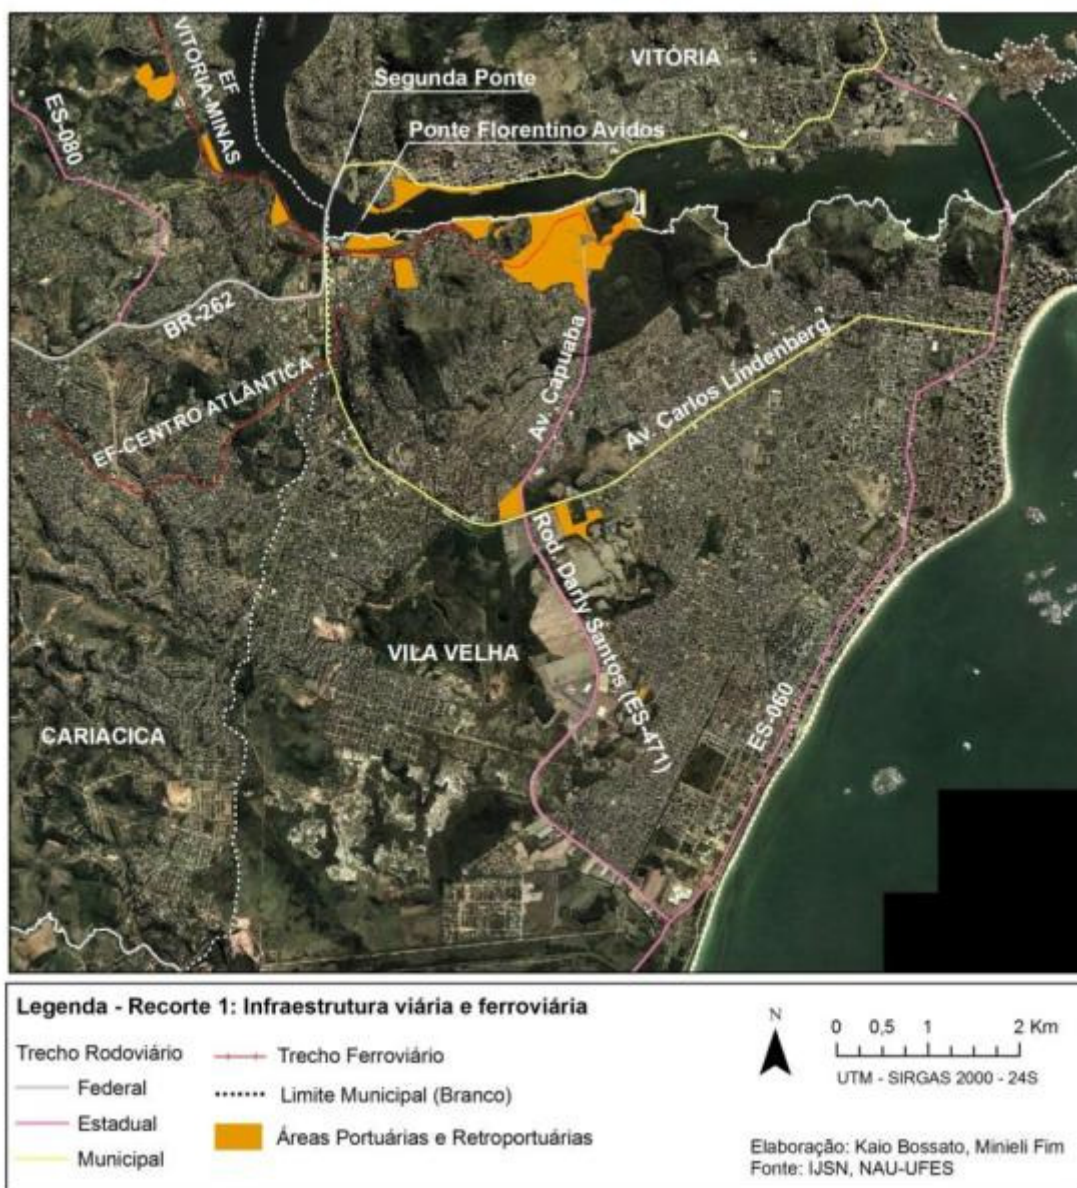 VITÓRIA
EF
VITÓRIA-MINAS
Segunda Ponte
ES-080
Ponte Florentino Avidos
BR-262
Av. Capuaba
Av. Carlos Lindenberg
EF-CENTRO ATLÂNTICA
Rod. Darly Santos (ES-471)
VILA VELHA
ES-060
CARIACICA
Legenda - Recorte 1: Infraestrutura viária e ferroviária
Trecho Rodoviário
Federal
Estadual
Municipal
Trecho Ferroviário
Limite Municipal (Branco)
Áreas Portuárias e Retroportuárias
N
0 0,5 1 2 Km
UTM - SIRGAS 2000 - 24S
Elaboração: Kaio Bossato, Minieli Fim
Fonte: IJSN, NAU-UFES